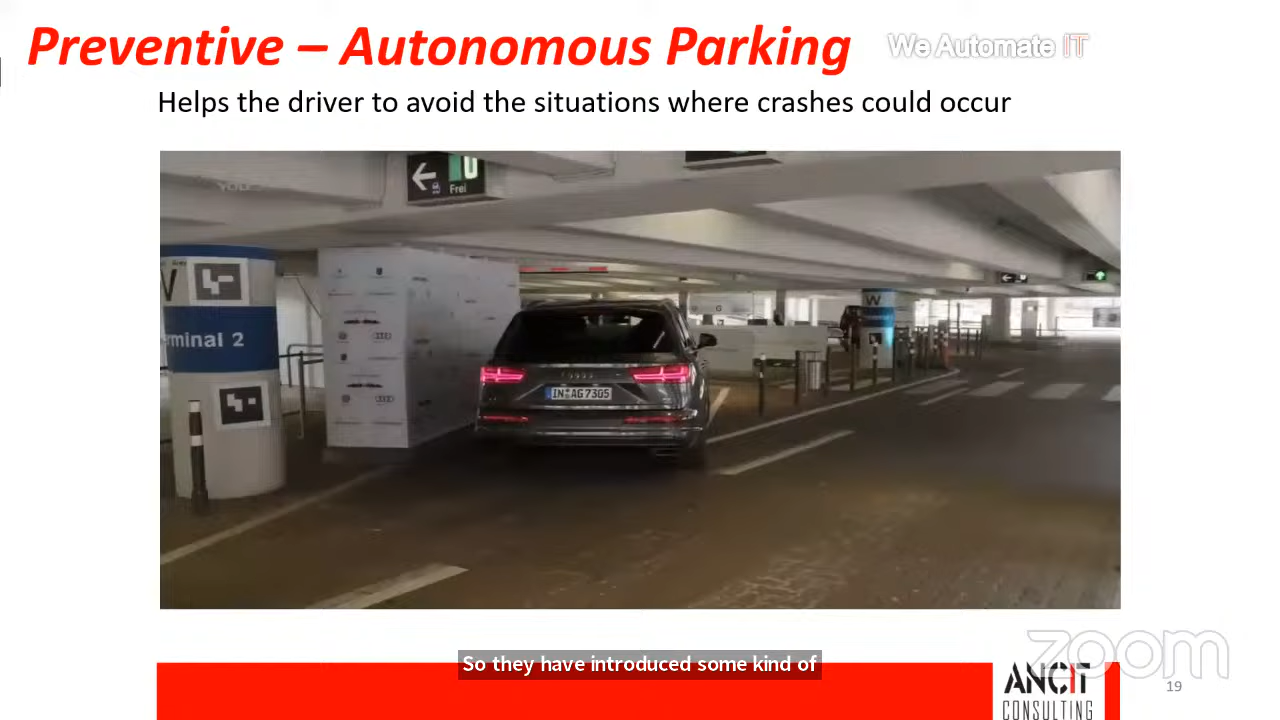 Preventive – Autonomous Parking
We Automate IT
Helps the driver to avoid the situations where crashes could occur
Frei
W
W
rminal 2
IN AG 7305
So they have introduced some kind of
zoom
ANCIT
CONSULTING
19